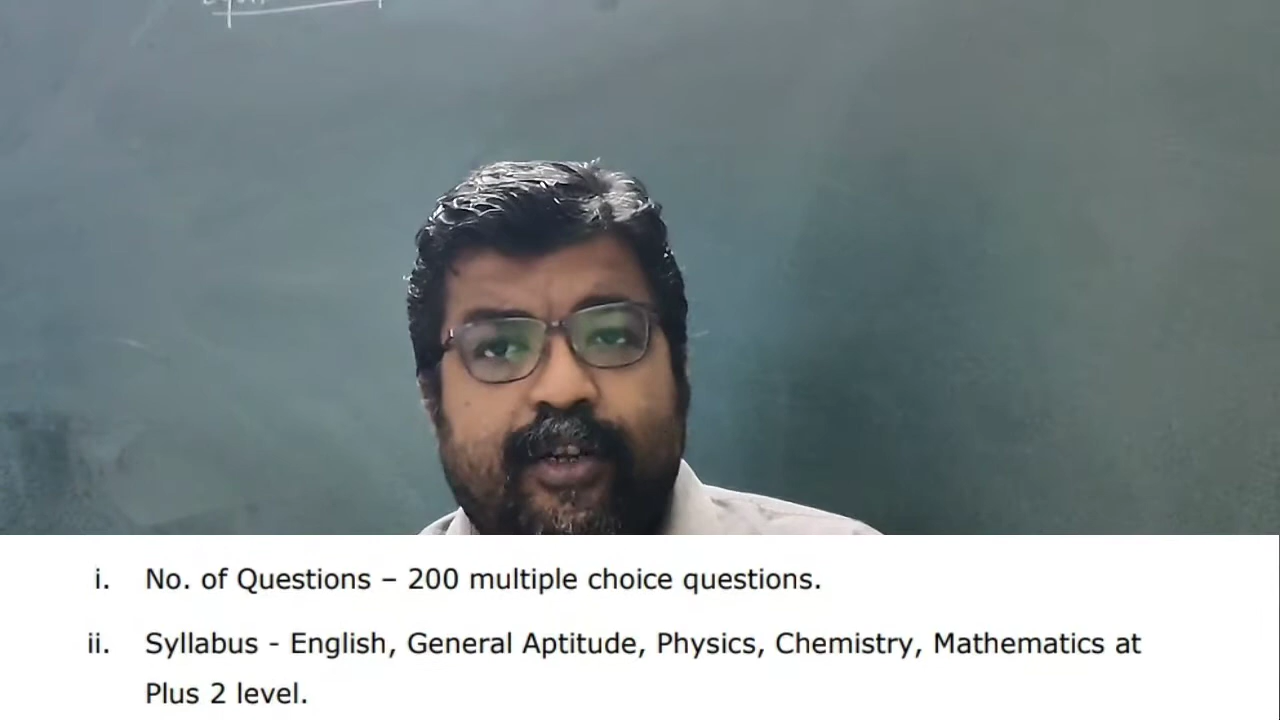 i. No. of Questions – 200 multiple choice questions.
ii. Syllabus - English, General Aptitude, Physics, Chemistry, Mathematics at
Plus 2 level.